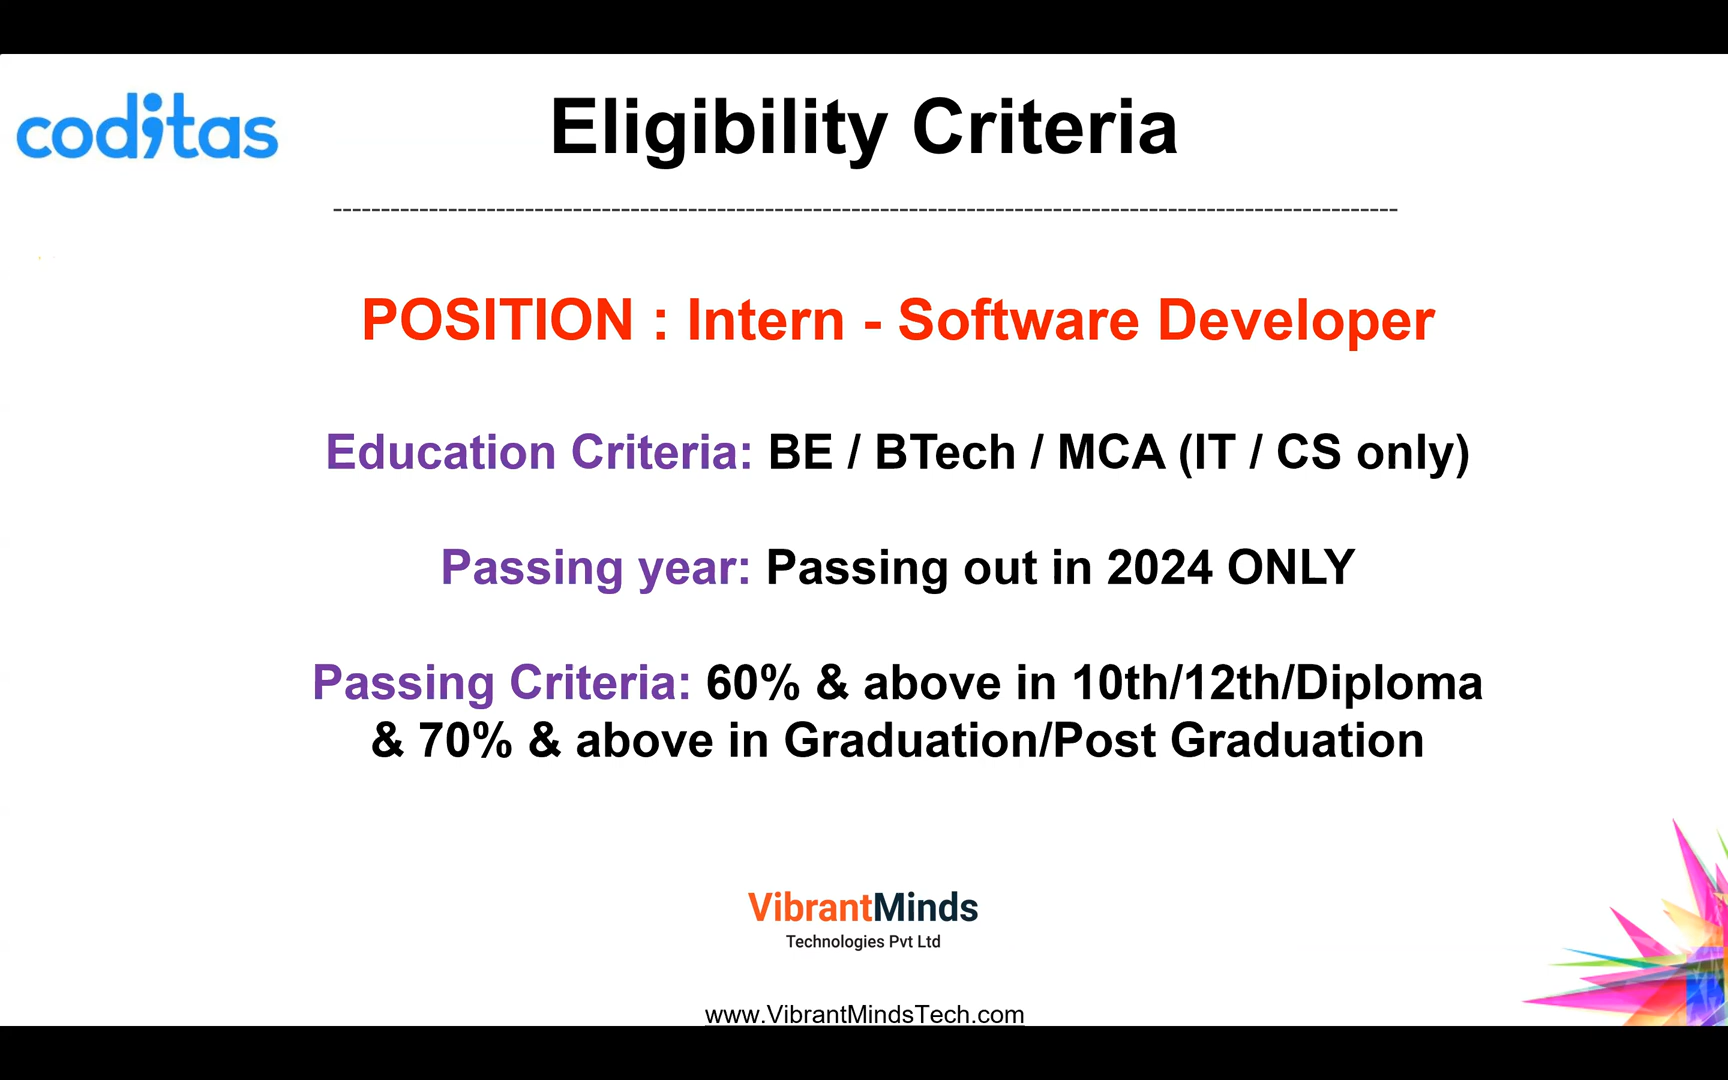 coditas
Eligibility Criteria
------------------------------------------------------------------------------------------------------------------
POSITION : Intern - Software Developer
Education Criteria: BE / BTech / MCA (IT / CS only)
Passing year: Passing out in 2024 ONLY
Passing Criteria: 60% & above in 10th/12th/Diploma
& 70% & above in Graduation/Post Graduation
VibrantMinds
Technologies Pvt Ltd
www.VibrantMindsTech.com